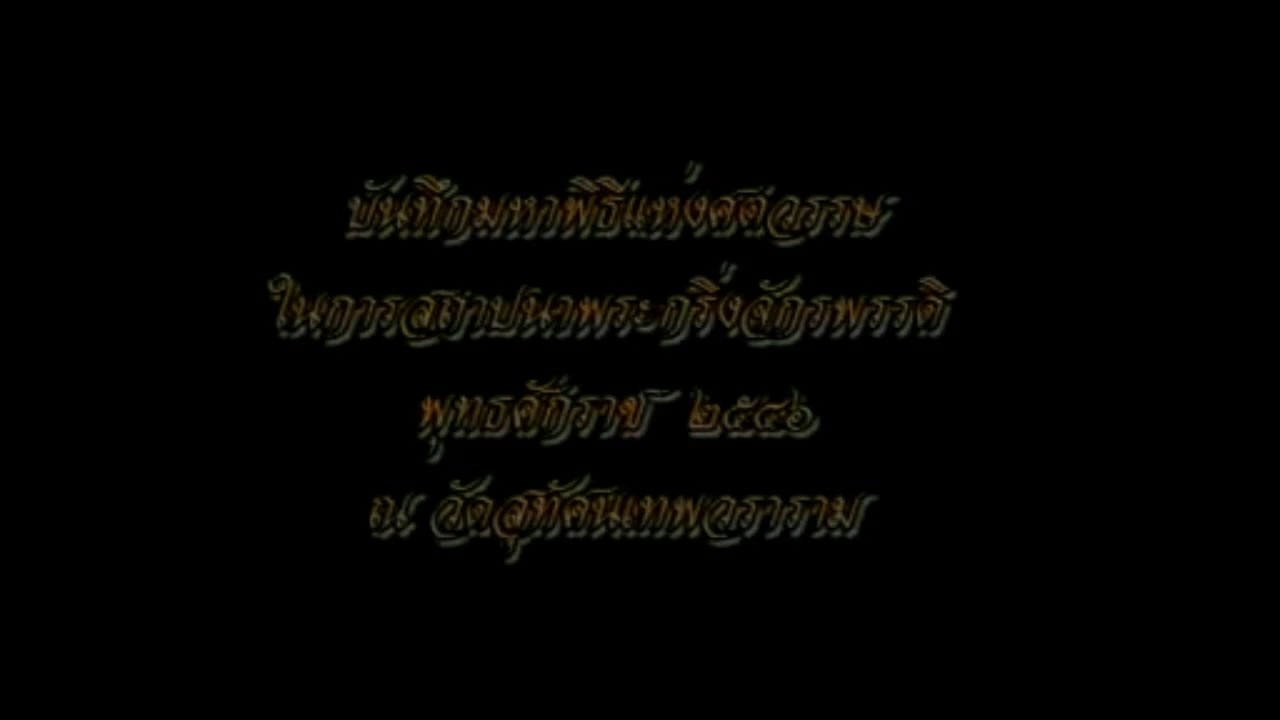 บันทึกมหาพิธีแห่งศตวรรษ
ในการสถาปนาพระกริ่งจักรพรรดิ
พุทธศักราช ๒๕๔๖
ณ วัดสุทัศนเทพวราราม